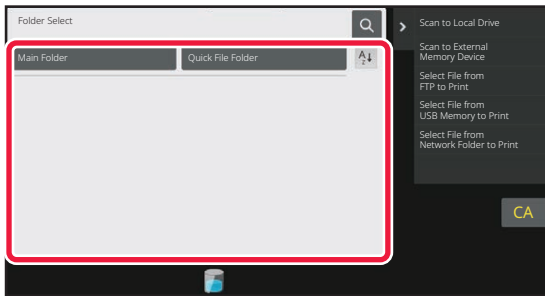 Folder Select
Main Folder
Quick File Folder
A
Z
Scan to Local Drive
Scan to External
Memory Device
Select File from
FTP to Print
Select File from
USB Memory to Print
Select File from
Network Folder to Print
CA